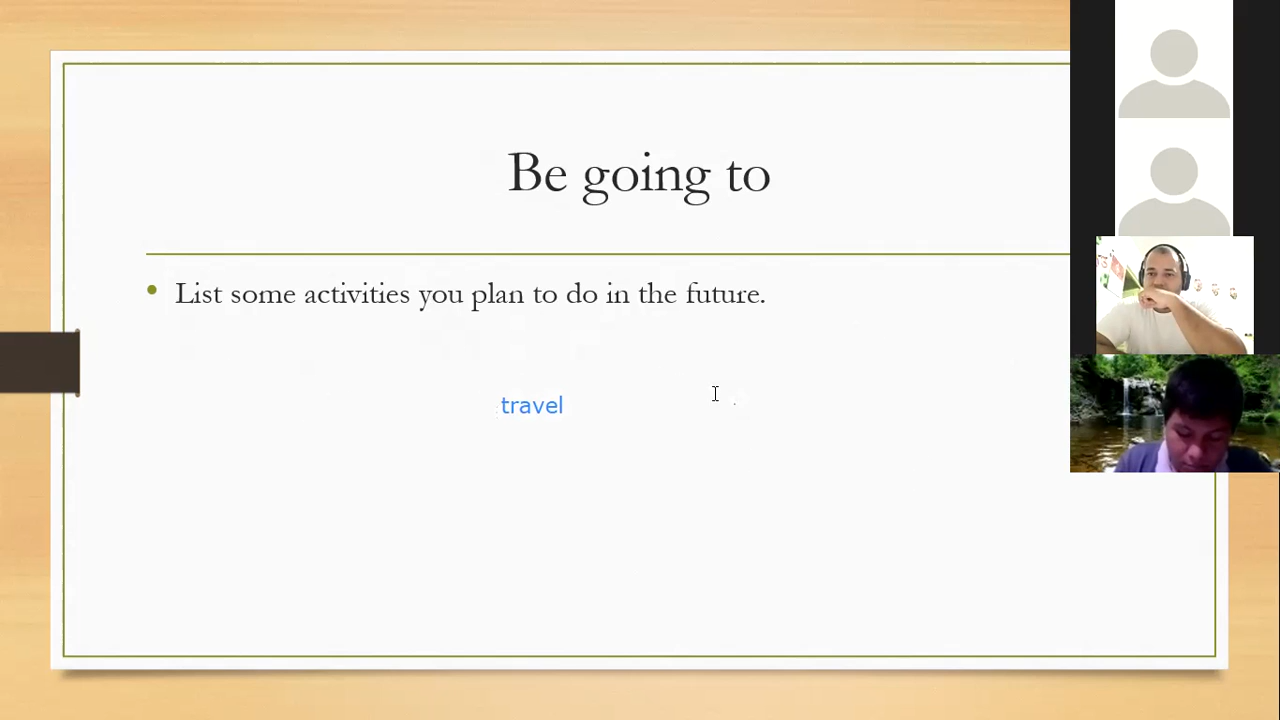 Be going to
List some activities you plan to do in the future.
travel